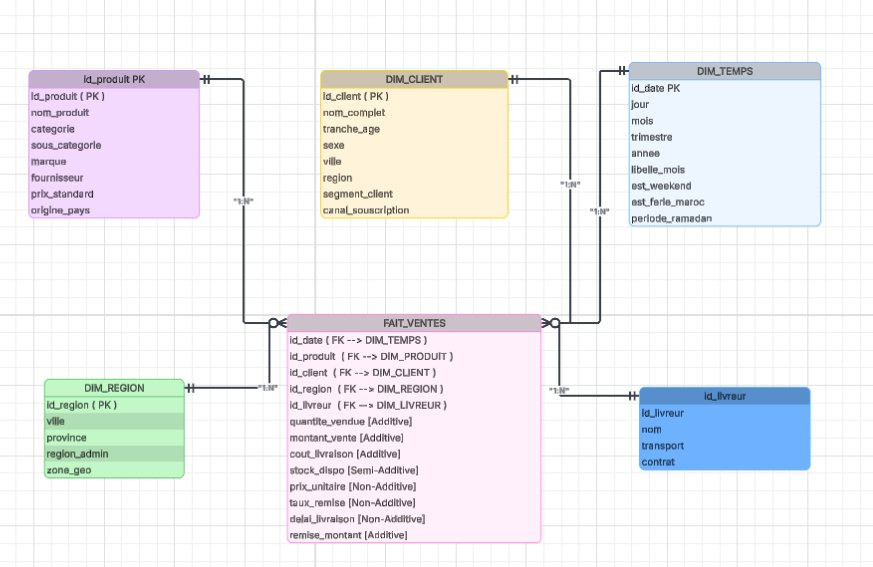 id_produit PK
id_produit ( PK )
nom_produit
categorie
sous_categorie
marque
fournisseur
prix_standard
origine_pays
DIM_CLIENT
id_client ( PK )
nom_complet
tranche_age
sexe
ville
region
segment_client
canal_souscription
DIM_TEMPS
id_date PK
jour
mois
trimestre
annee
libelle_mois
est_weekend
est_ferie_maroc
periode_ramadan
"1:N"
"1:N"
"1:N"
FAIT_VENTES
id_date ( FK --> DIM_TEMPS )
id_produit ( FK --> DIM_PRODUIT )
id_client ( FK --> DIM_CLIENT )
id_region ( FK --> DIM_REGION )
id_livreur ( FK --> DIM_LIVREUR )
quantite_vendue [Additive]
montant_vente [Additive]
cout_livraison [Additive]
stock_dispo [Semi-Additive]
prix_unitaire [Non-Additive]
taux_remise [Non-Additive]
delai_livraison [Non-Additive]
remise_montant [Additive]
DIM_REGION
id_region ( PK )
ville
province
region_admin
zone_geo
"1:N"
"1:N"
id_livreur
id_livreur
nom
transport
contrat